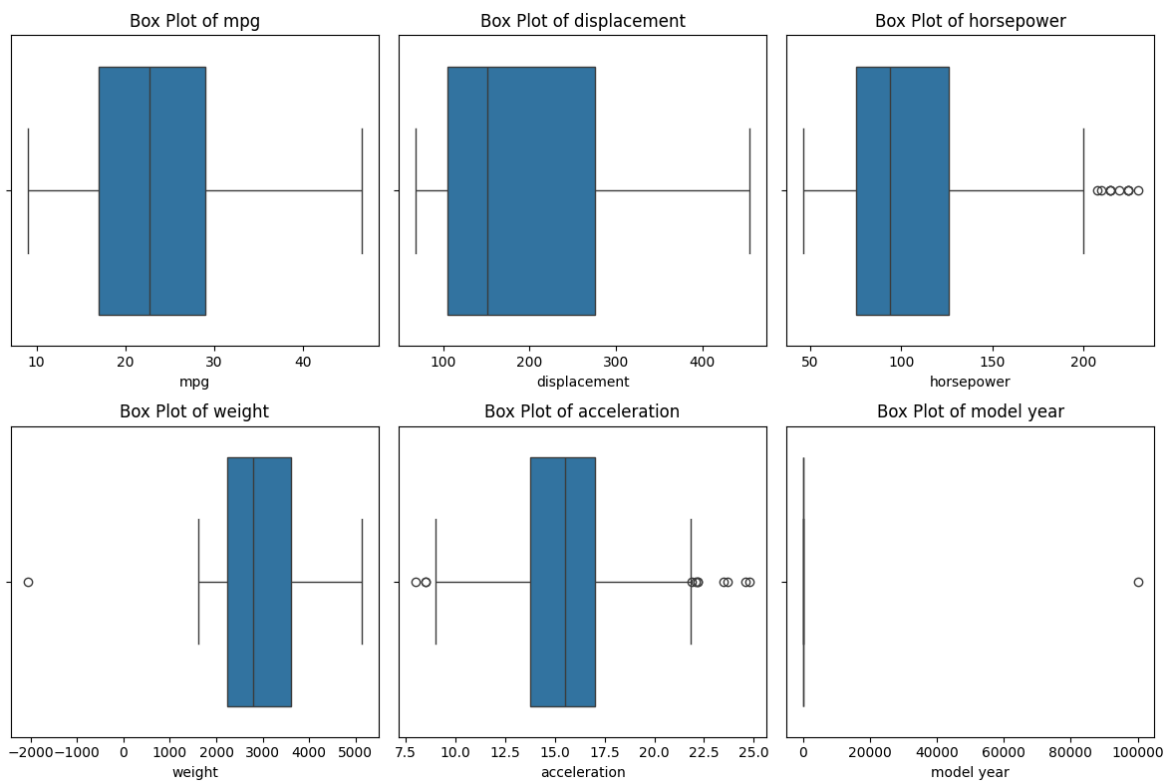 Box Plot of mpg
Box Plot of displacement
Box Plot of horsepower
10 20 30 40
100 200 300 400
50 100 150 200
mpg
displacement
horsepower
Box Plot of weight
Box Plot of acceleration
Box Plot of model year
−2000−1000 0 1000 2000 3000 4000 5000
7.5 10.0 12.5 15.0 17.5 20.0 22.5 25.0
0 20000 40000 60000 80000 100000
weight
acceleration
model year